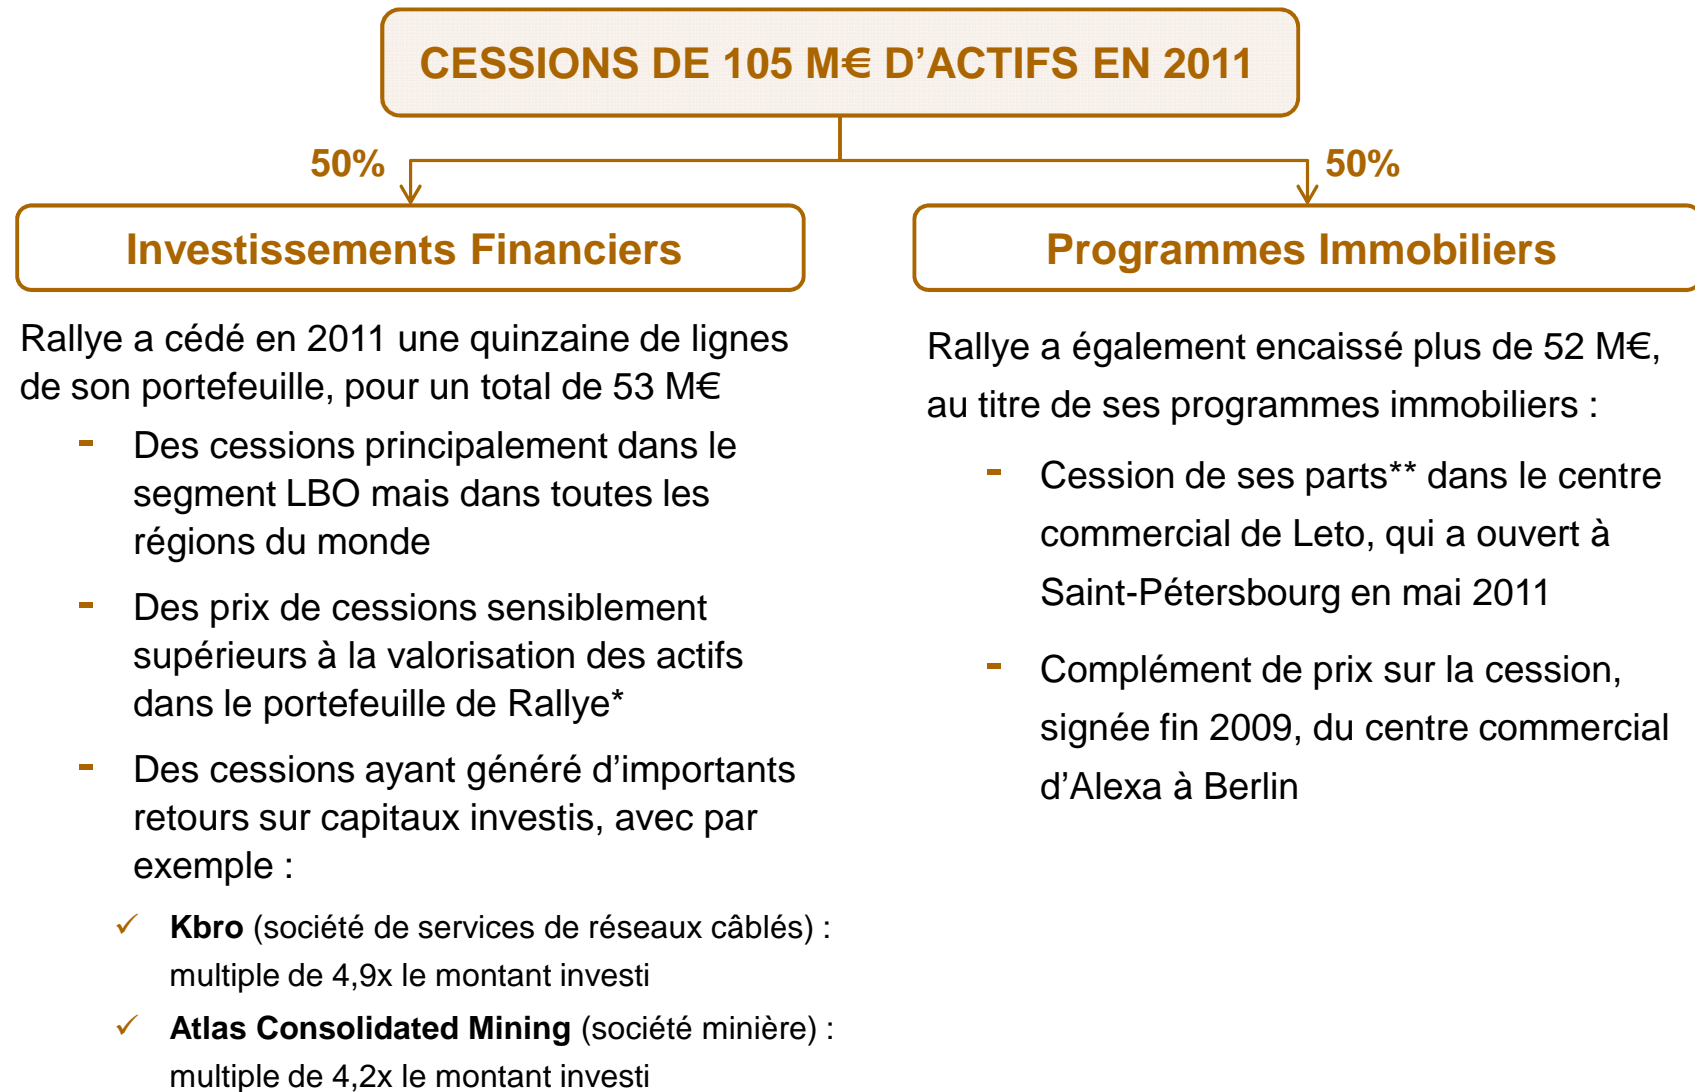 CESSIONS DE 105 M€ D’ACTIFS EN 2011
50%
50%
Investissements Financiers
Rallye a cédé en 2011 une quinzaine de lignes
de son portefeuille, pour un total de 53 M€
- Des cessions principalement dans le
segment LBO mais dans toutes les
régions du monde
- Des prix de cessions sensiblement
supérieurs à la valorisation des actifs
dans le portefeuille de Rallye*
- Des cessions ayant généré d’importants
retours sur capitaux investis, avec par
exemple :
✓ Kbro (société de services de réseaux câblés) :
multiple de 4,9x le montant investi
✓ Atlas Consolidated Mining (société minière) :
multiple de 4,2x le montant investi
Programmes Immobiliers
Rallye a également encaissé plus de 52 M€,
au titre de ses programmes immobiliers :
- Cession de ses parts** dans le centre
commercial de Leto, qui a ouvert à
Saint-Pétersbourg en mai 2011
- Complément de prix sur la cession,
signée fin 2009, du centre commercial
d’Alexa à Berlin